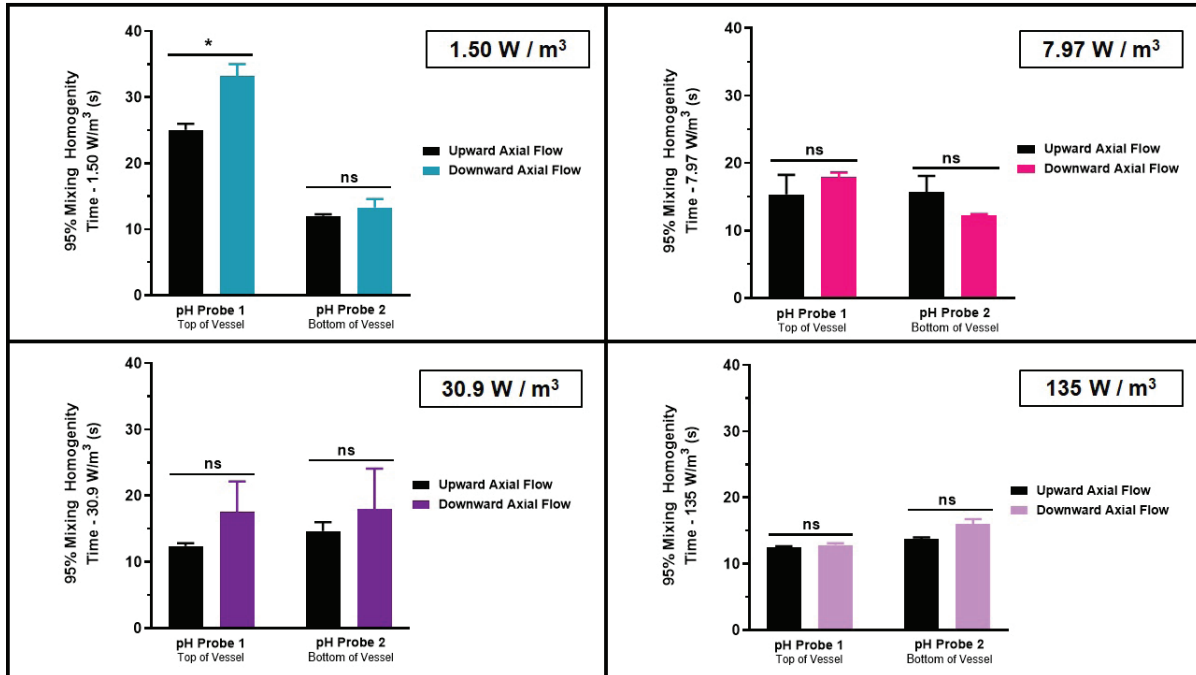 1.50 W / m³
*
ns
40
30
20
10
0
95% Mixing Homogenity
Time - 1.50 W/m³ (s)
Upward Axial Flow
Downward Axial Flow
pH Probe 1
Top of Vessel
pH Probe 2
Bottom of Vessel
7.97 W / m³
ns
ns
40
30
20
10
0
95% Mixing Homogenity
Time - 7.97 W/m³ (s)
Upward Axial Flow
Downward Axial Flow
pH Probe 1
Top of Vessel
pH Probe 2
Bottom of Vessel
30.9 W / m³
ns
ns
40
30
20
10
0
95% Mixing Homogenity
Time - 30.9 W/m³ (s)
Upward Axial Flow
Downward Axial Flow
pH Probe 1
Top of Vessel
pH Probe 2
Bottom of Vessel
135 W / m³
ns
ns
40
30
20
10
0
95% Mixing Homogenity
Time - 135 W/m³ (s)
Upward Axial Flow
Downward Axial Flow
pH Probe 1
Top of Vessel
pH Probe 2
Bottom of Vessel